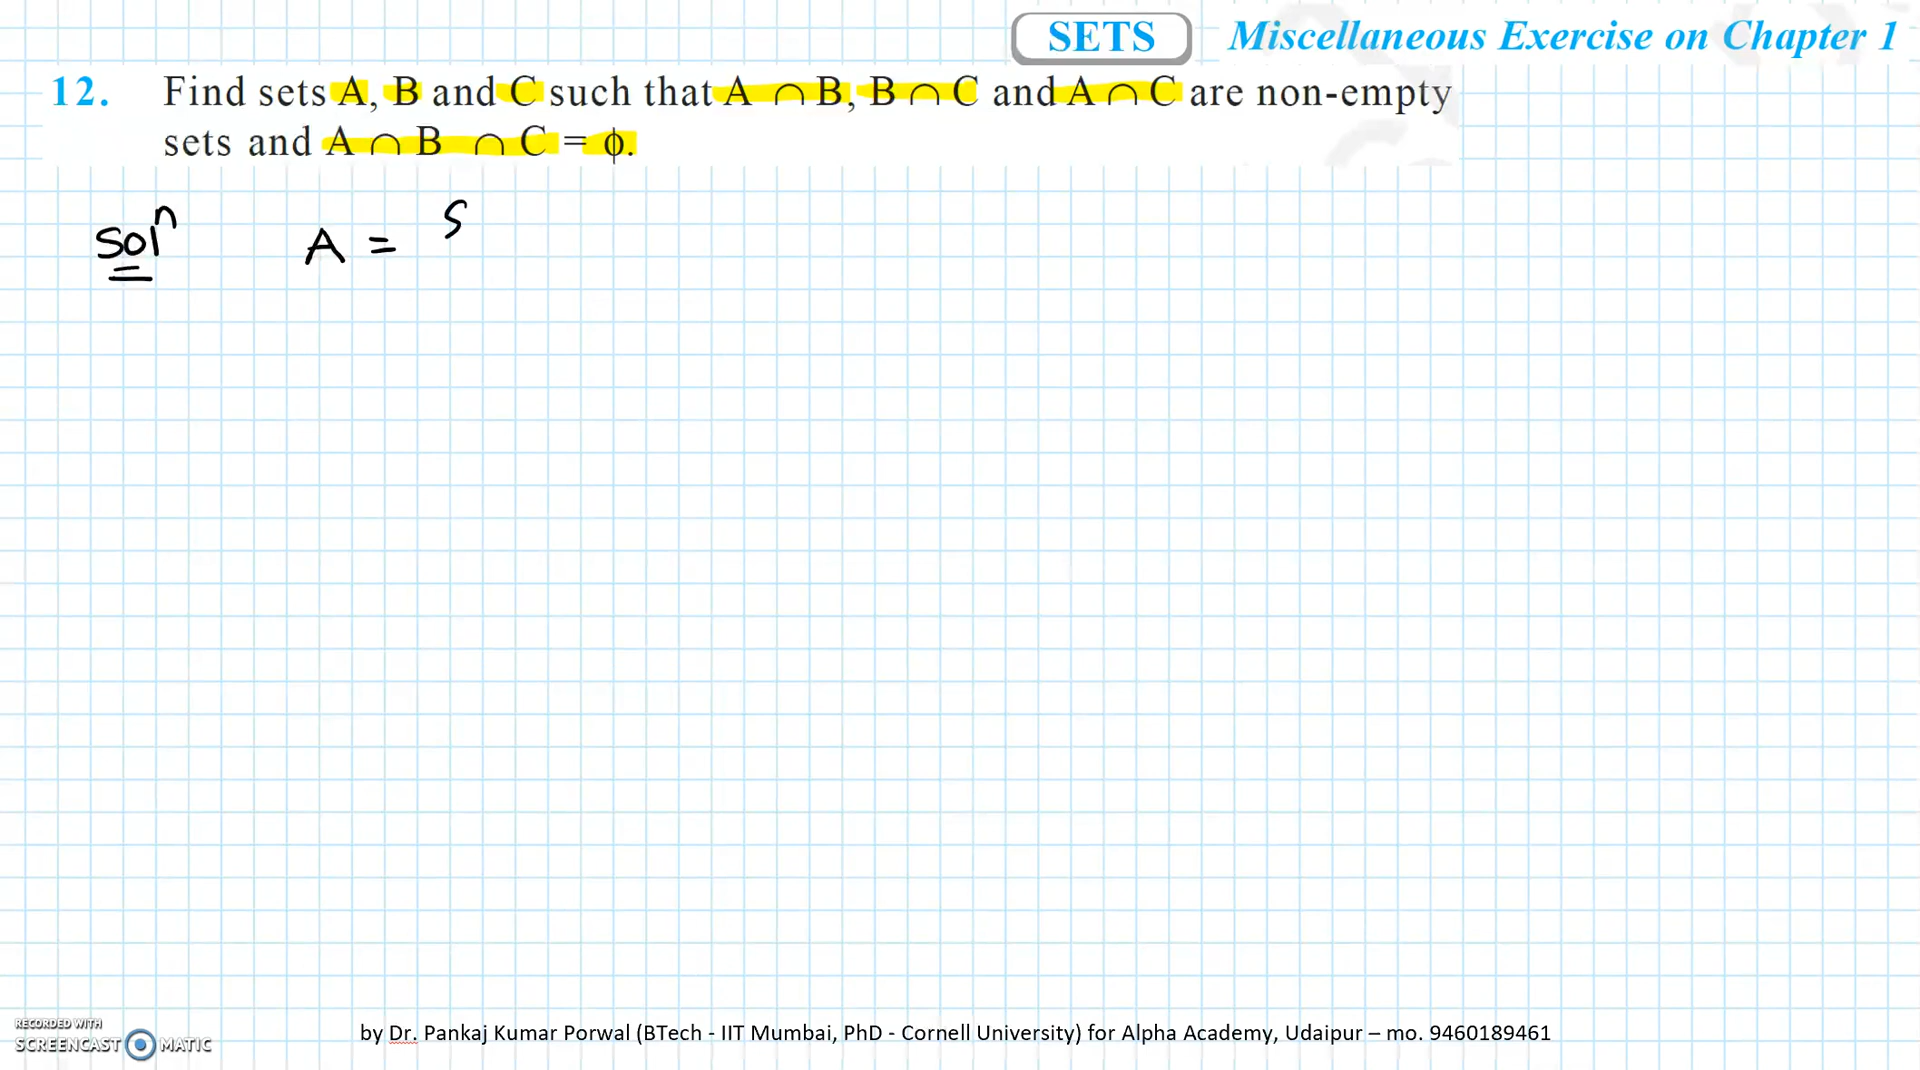 SETS Miscellaneous Exercise on Chapter 1
12. Find sets A, B and C such that A ∩ B, B ∩ C and A ∩ C are non-empty
sets and A ∩ B ∩ C = ϕ.
Solⁿ A =
RECORDED WITH
SCREENCAST MATIC
by Dr. Pankaj Kumar Porwal (BTech - IIT Mumbai, PhD - Cornell University) for Alpha Academy, Udaipur – mo. 9460189461